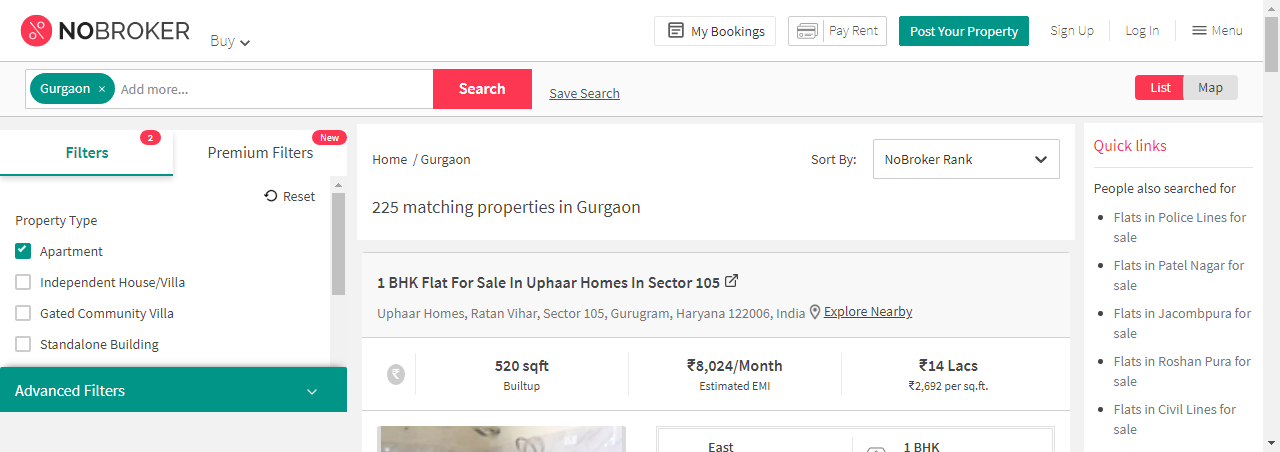 NOBROKER
Buy
My Bookings
Pay Rent
Post Your Property
Sign Up
Log In
Menu
Gurgaon ×
Add more...
Search
Save Search
List
Map
Filters
2
Premium Filters
New
Reset
Property Type
Apartment
Independent House/Villa
Gated Community Villa
Standalone Building
Advanced Filters
Home / Gurgaon
Sort By:
NoBroker Rank
225 matching properties in Gurgaon
1 BHK Flat For Sale In Uphaar Homes In Sector 105
Uphaar Homes, Ratan Vihar, Sector 105, Gurugram, Haryana 122006, India
Explore Nearby
₹
520 sqft
Builtup
₹8,024/Month
Estimated EMI
₹14 Lacs
₹2,692 per sq.ft.
East
1 BHK
Quick links
People also searched for
Flats in Police Lines for
sale
Flats in Patel Nagar for
sale
Flats in Jacombpura for
sale
Flats in Roshan Pura for
sale
Flats in Civil Lines for
sale